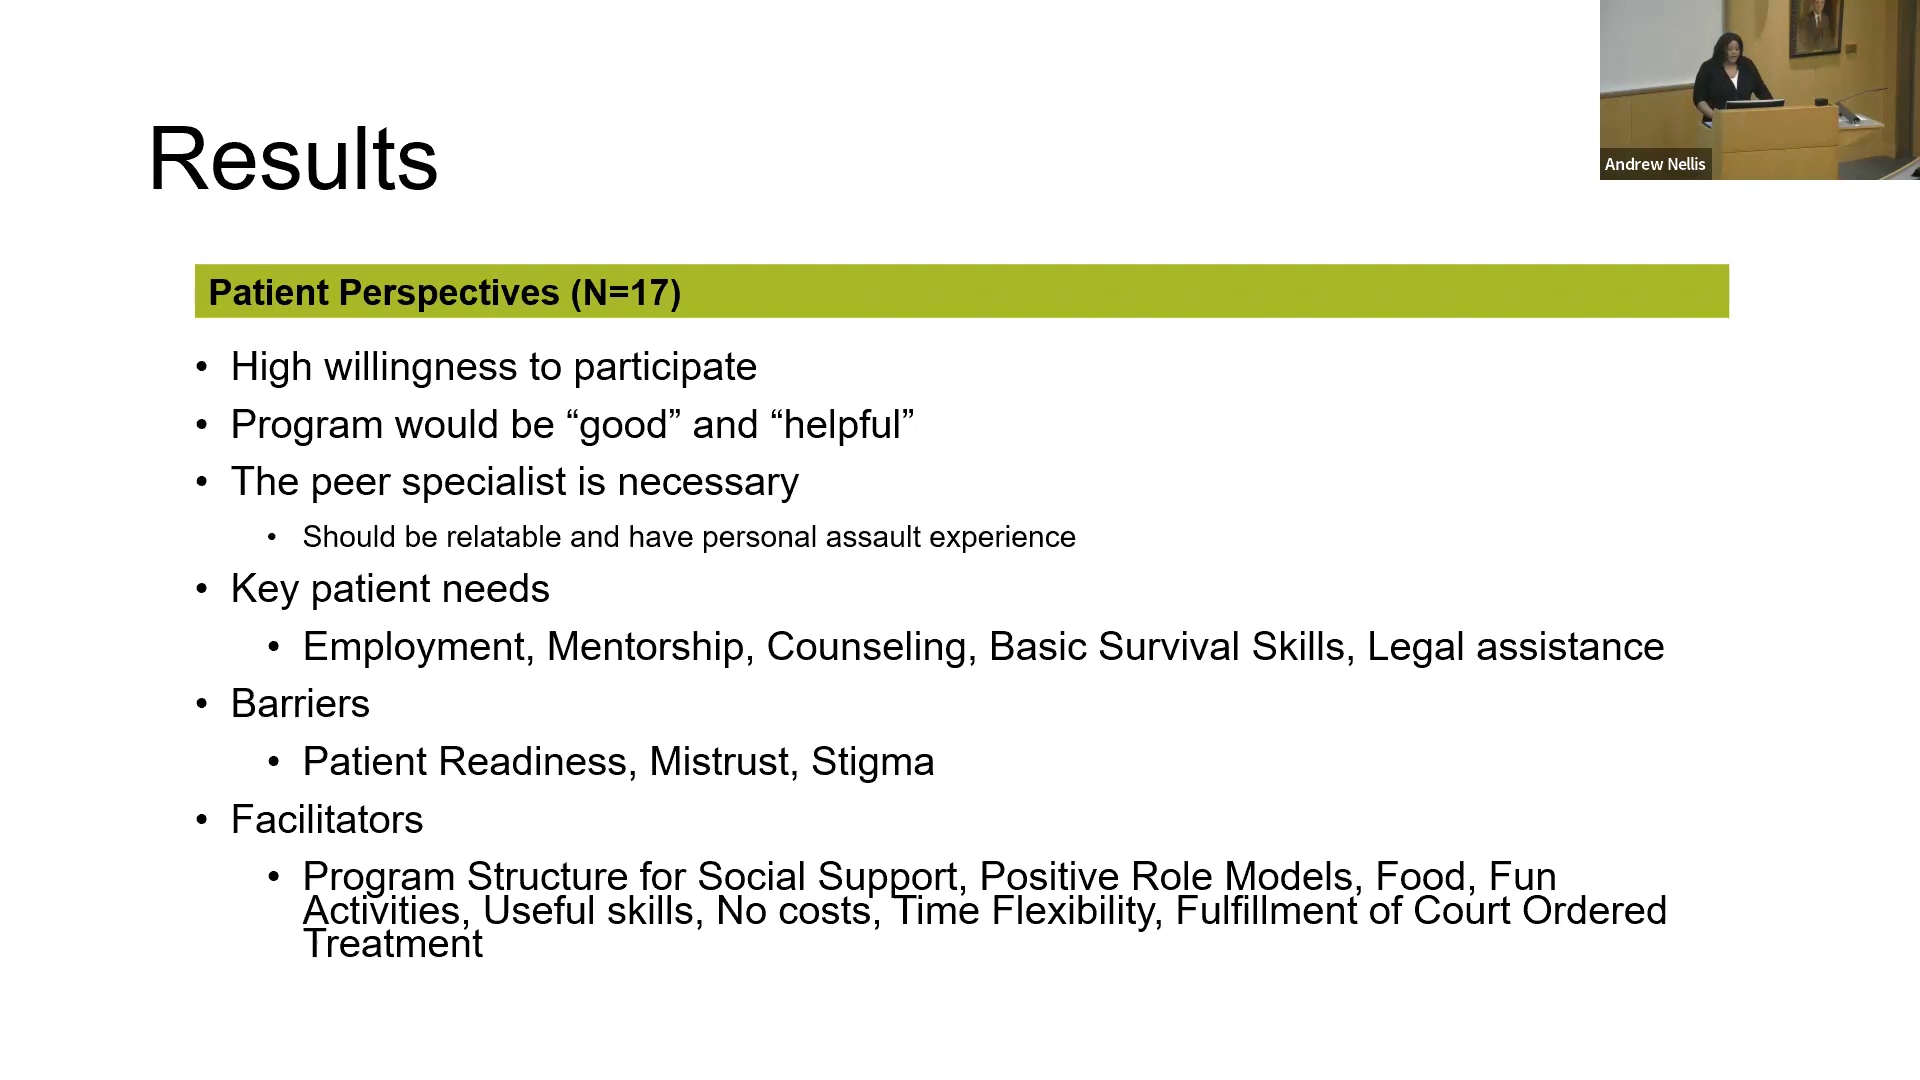 Results
Andrew Nellis
Patient Perspectives (N=17)
• High willingness to participate
• Program would be “good” and “helpful”
• The peer specialist is necessary
• Should be relatable and have personal assault experience
• Key patient needs
• Employment, Mentorship, Counseling, Basic Survival Skills, Legal assistance
• Barriers
• Patient Readiness, Mistrust, Stigma
• Facilitators
• Program Structure for Social Support, Positive Role Models, Food, Fun
Activities, Useful skills, No costs, Time Flexibility, Fulfillment of Court Ordered
Treatment